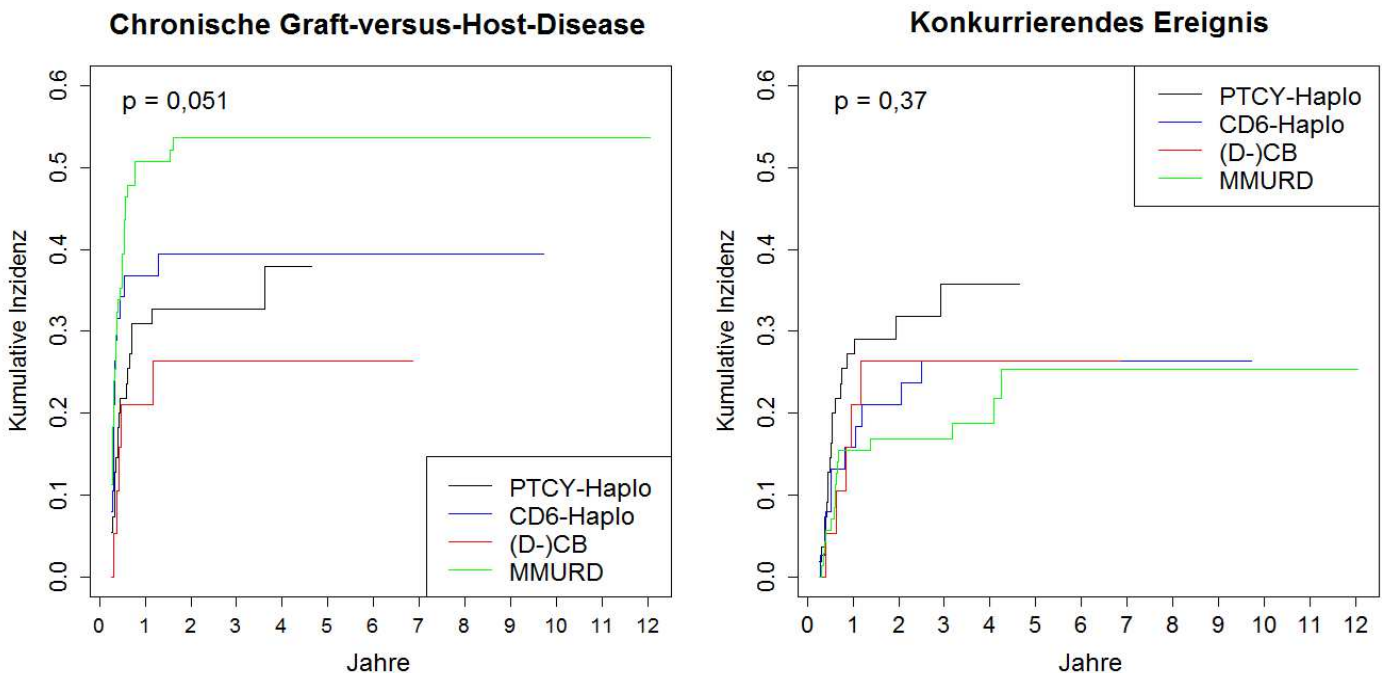 Chronische Graft-versus-Host-Disease
Kumulative Inzidenz
0.6
0.5
0.4
0.3
0.2
0.1
0.0
p = 0,051
PTCY-Haplo
CD6-Haplo
(D-)CB
MMURD
0 1 2 3 4 5 6 7 8 9 10 11 12
Jahre
Konkurrierendes Ereignis
Kumulative Inzidenz
0.6
0.5
0.4
0.3
0.2
0.1
0.0
p = 0,37
PTCY-Haplo
CD6-Haplo
(D-)CB
MMURD
0 1 2 3 4 5 6 7 8 9 10 11 12
Jahre